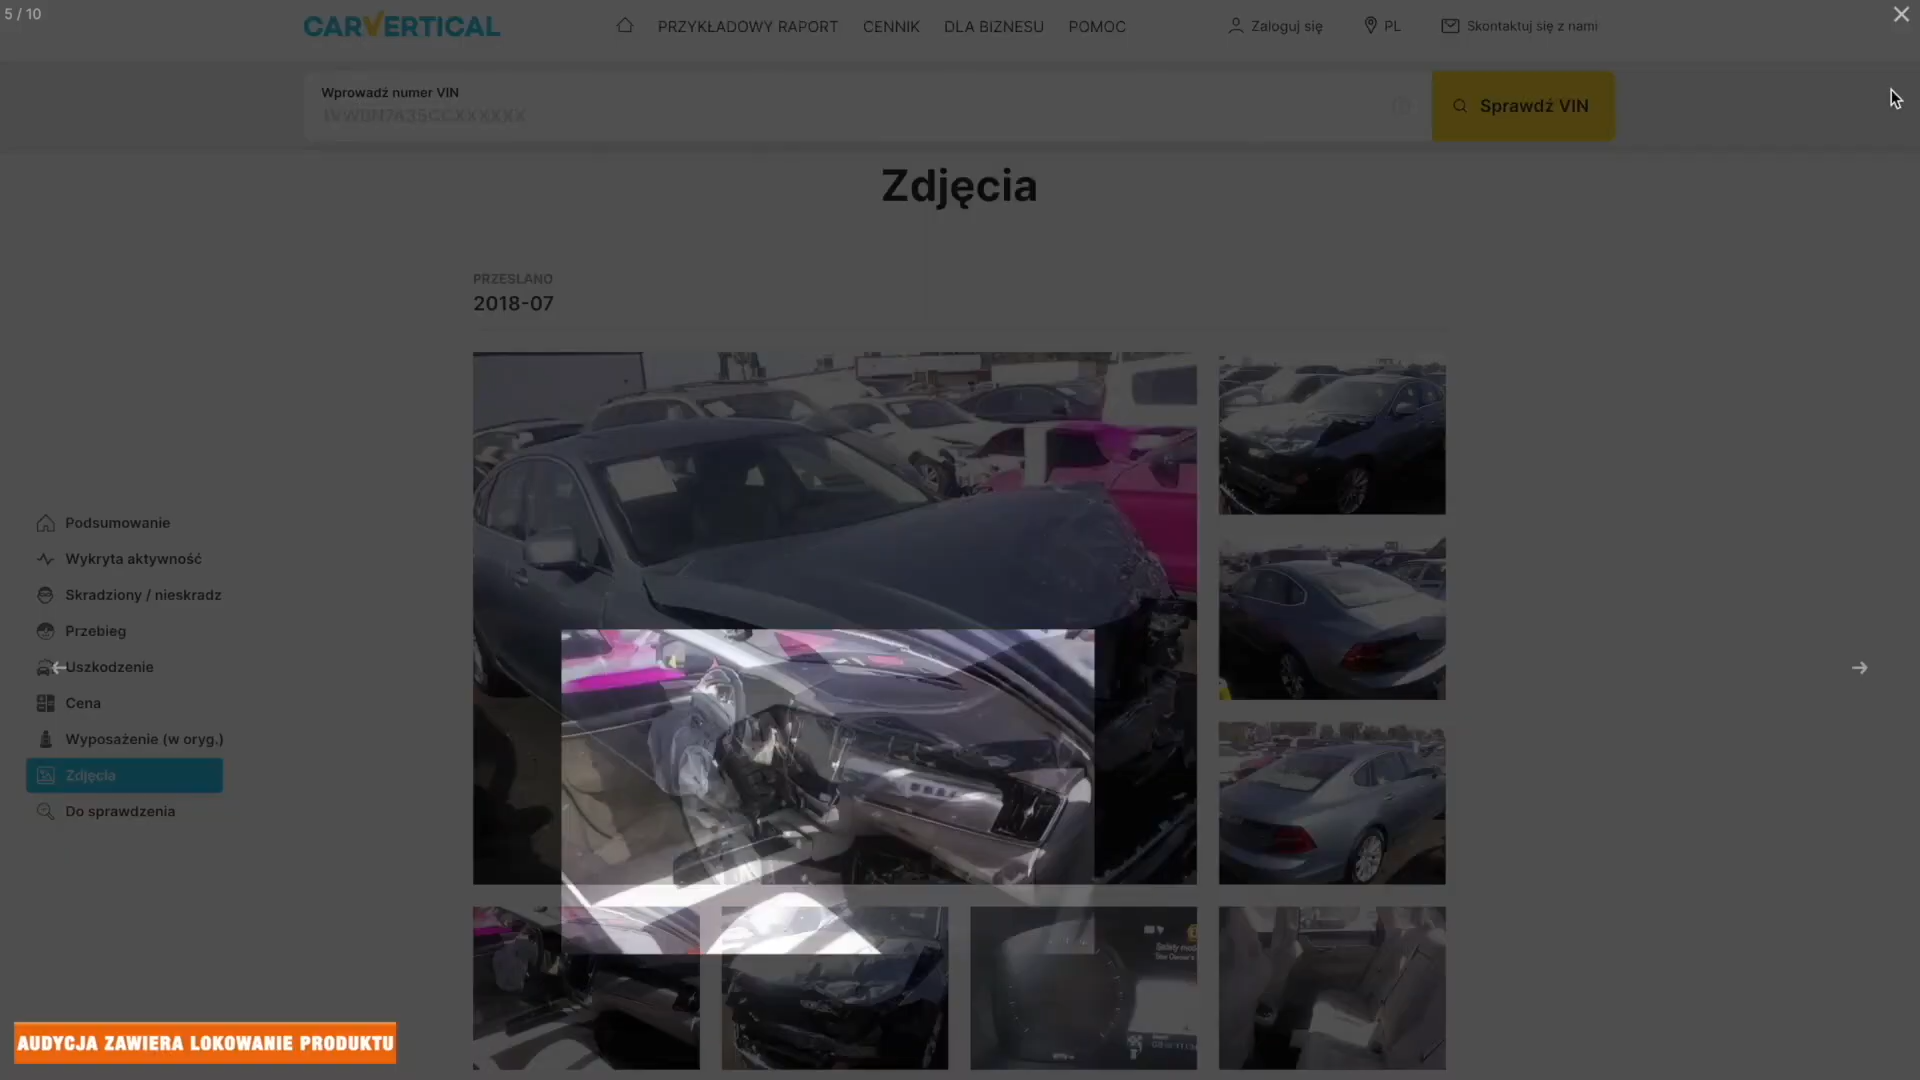 5 / 10
CARVERTICAL
PRZYKŁADOWY RAPORT
CENNIK
DLA BIZNESU
POMOC
Zaloguj się
PL
Skontaktuj się z nami
Wprowadź numer VIN
Sprawdź VIN
Zdjęcia
PRZESŁANO
2018-07
Podsumowanie
Wykryta aktywność
Skradziony / nieskradz
Przebieg
Uszkodzenie
Cena
Wyposażenie (w oryg.)
Zdjęcia
Do sprawdzenia
AUDYCJA ZAWIERA LOKOWANIE PRODUKTU